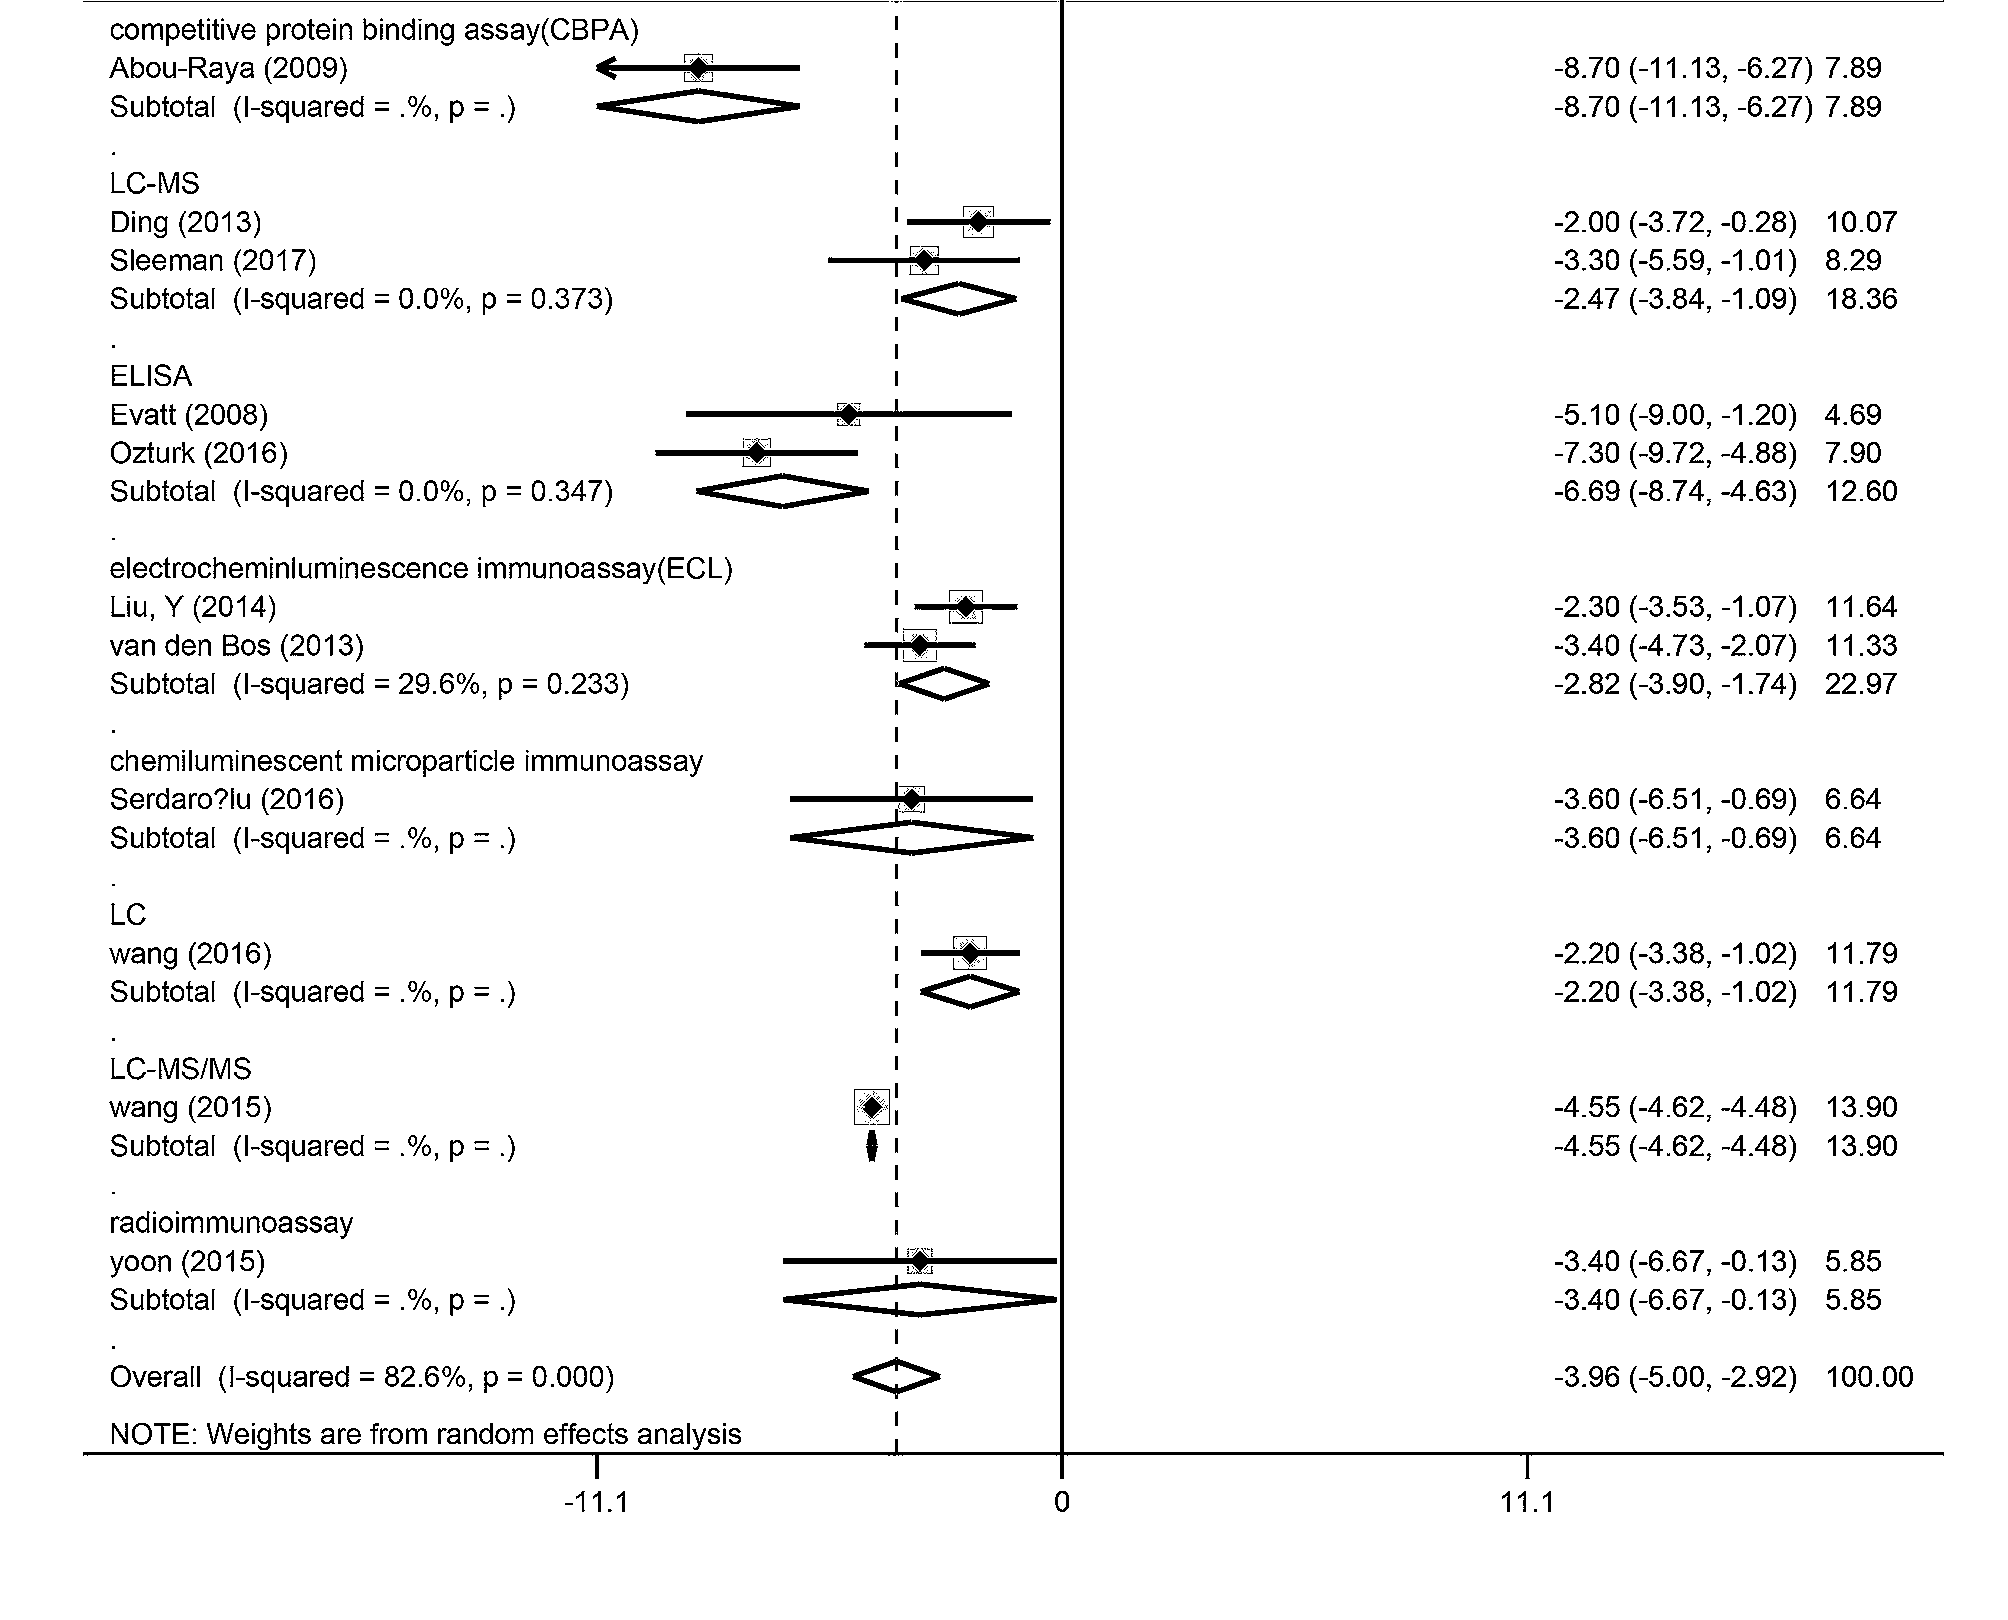 competitive protein binding assay(CBPA)
Abou-Raya (2009) -8.70 (-11.13, -6.27) 7.89
Subtotal (I-squared = .%, p = .) -8.70 (-11.13, -6.27) 7.89
.
LC-MS
Ding (2013) -2.00 (-3.72, -0.28) 10.07
Sleeman (2017) -3.30 (-5.59, -1.01) 8.29
Subtotal (I-squared = 0.0%, p = 0.373) -2.47 (-3.84, -1.09) 18.36
.
ELISA
Evatt (2008) -5.10 (-9.00, -1.20) 4.69
Ozturk (2016) -7.30 (-9.72, -4.88) 7.90
Subtotal (I-squared = 0.0%, p = 0.347) -6.69 (-8.74, -4.63) 12.60
.
electrocheminluminescence immunoassay(ECL)
Liu, Y (2014) -2.30 (-3.53, -1.07) 11.64
van den Bos (2013) -3.40 (-4.73, -2.07) 11.33
Subtotal (I-squared = 29.6%, p = 0.233) -2.82 (-3.90, -1.74) 22.97
.
chemiluminescent microparticle immunoassay
Serdaro?lu (2016) -3.60 (-6.51, -0.69) 6.64
Subtotal (I-squared = .%, p = .) -3.60 (-6.51, -0.69) 6.64
.
LC
wang (2016) -2.20 (-3.38, -1.02) 11.79
Subtotal (I-squared = .%, p = .) -2.20 (-3.38, -1.02) 11.79
.
LC-MS/MS
wang (2015) -4.55 (-4.62, -4.48) 13.90
Subtotal (I-squared = .%, p = .) -4.55 (-4.62, -4.48) 13.90
.
radioimmunoassay
yoon (2015) -3.40 (-6.67, -0.13) 5.85
Subtotal (I-squared = .%, p = .) -3.40 (-6.67, -0.13) 5.85
.
Overall (I-squared = 82.6%, p = 0.000) -3.96 (-5.00, -2.92) 100.00
NOTE: Weights are from random effects analysis
-11.1 0 11.1